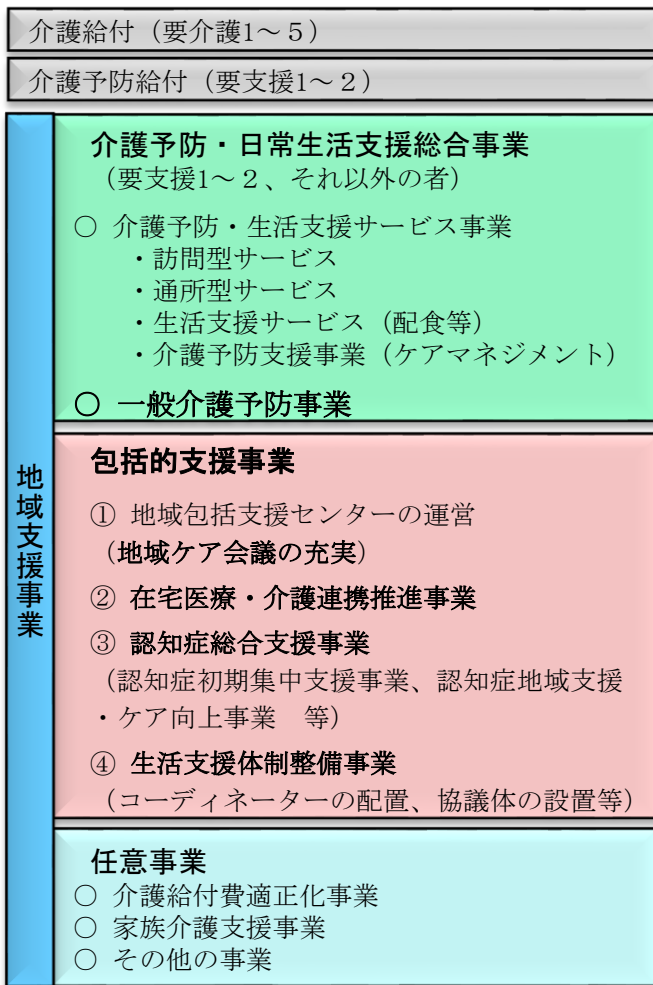 介護給付（要介護1～５）
介護予防給付（要支援1～２）
地域支援事業
介護予防・日常生活支援総合事業
（要支援1～２、それ以外の者）
○ 介護予防・生活支援サービス事業
・訪問型サービス
・通所型サービス
・生活支援サービス（配食等）
・介護予防支援事業（ケアマネジメント）
○ 一般介護予防事業
包括的支援事業
① 地域包括支援センターの運営
（地域ケア会議の充実）
② 在宅医療・介護連携推進事業
③ 認知症総合支援事業
（認知症初期集中支援事業、認知症地域支援
・ケア向上事業　等）
④ 生活支援体制整備事業
（コーディネーターの配置、協議体の設置等）
任意事業
○ 介護給付費適正化事業
○ 家族介護支援事業
○ その他の事業